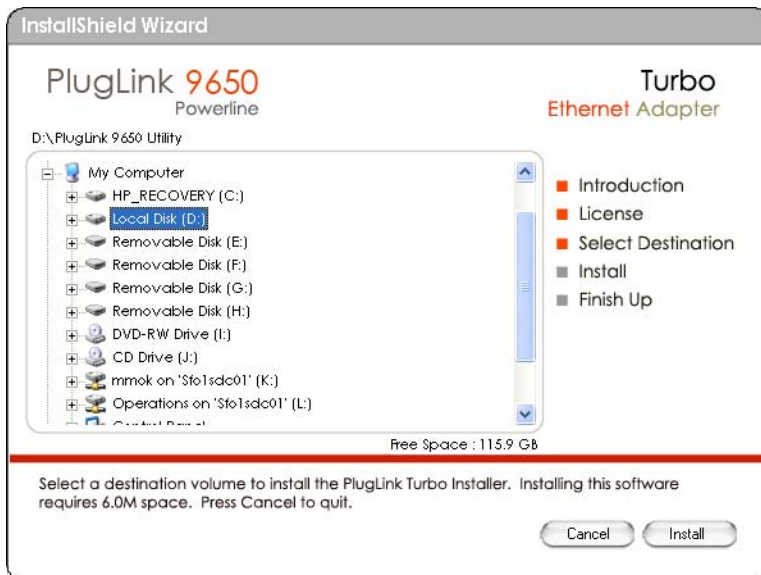 InstallShield Wizard
PlugLink 9650
Powerline
Turbo
Ethernet Adapter
D:\PlugLink 9650 Utility
My Computer
HP_RECOVERY (C:)
Local Disk (D:)
Removable Disk (E:)
Removable Disk (F:)
Removable Disk (G:)
Removable Disk (H:)
DVD-RW Drive (I:)
CD Drive (J:)
mmok on 'Sfo1sdc01' (K:)
Operations on 'Sfo1sdc01' (L:)
Control Panel
Free Space : 115.9 GB
Introduction
License
Select Destination
Install
Finish Up
Select a destination volume to install the PlugLink Turbo Installer. Installing this software
requires 6.0M space. Press Cancel to quit.
Cancel
Install